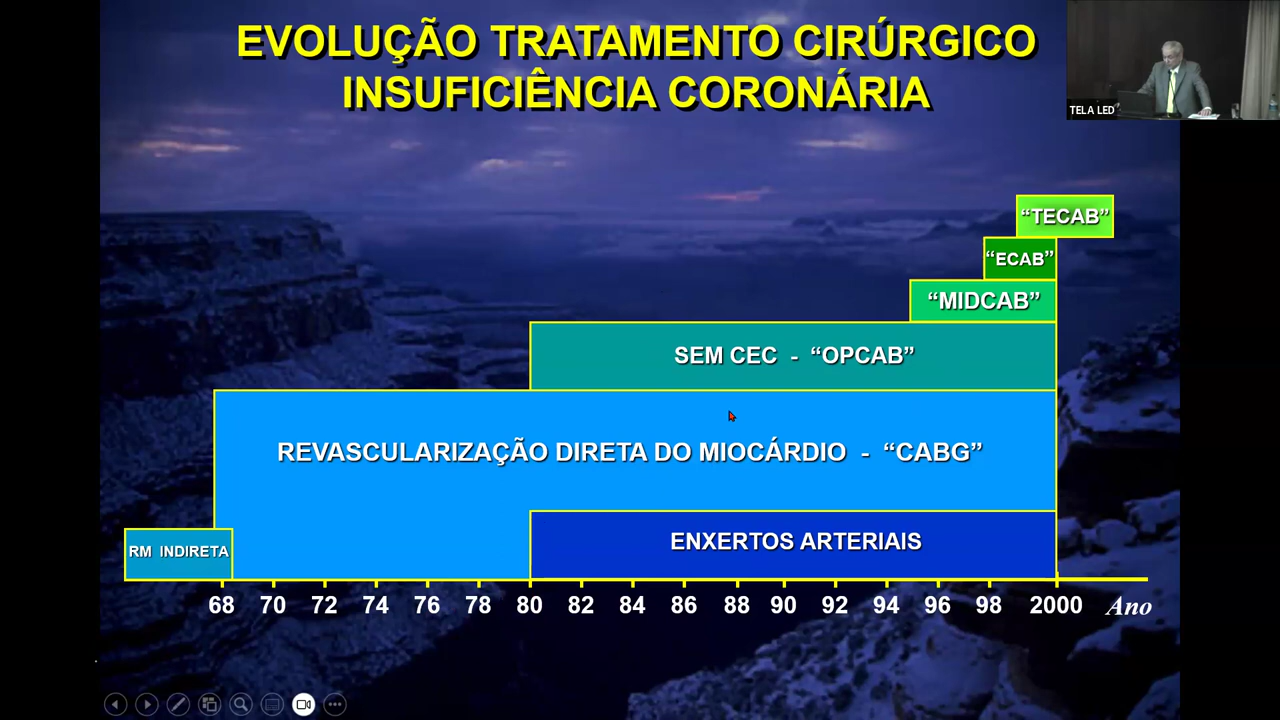 EVOLUÇÃO TRATAMENTO CIRÚRGICO
INSUFICIÊNCIA CORONÁRIA
TELA LED
“TECAB”
“ECAB”
“MIDCAB”
SEM CEC - “OPCAB”
REVASCULARIZAÇÃO DIRETA DO MIOCÁRDIO - “CABG”
ENXERTOS ARTERIAIS
RM INDIRETA
68 70 72 74 76 78 80 82 84 86 88 90 92 94 96 98 2000 Ano